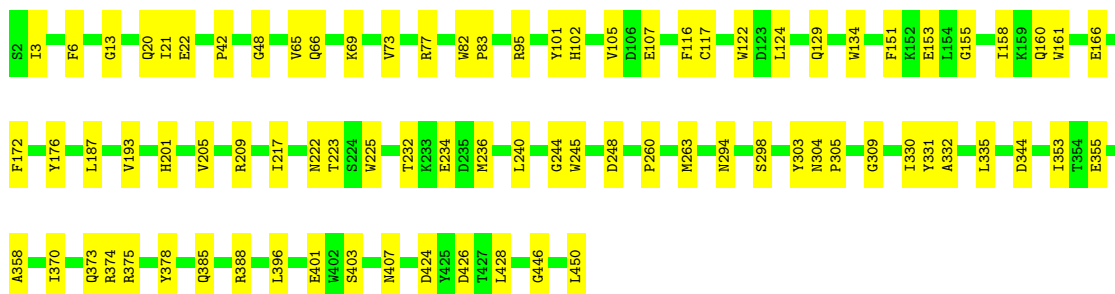 S2 I3 F6 G13 Q20 I21 E22 P42 G48 V65 Q66 K69 V73 R77 W82 P83 R95 Y101 H102 V105 D106 E107 F116 C117 W122 D123 L124 Q129 W134 F151 K152 E153 L154 G155 I158 K159 Q160 W161 E166
F172 Y176 L187 V193 H201 V205 R209 I217 N222 T223 S224 W225 T232 K233 E234 D235 M236 L240 G244 W245 D248 P260 M263 N294 S298 Y303 N304 P305 G309 I330 Y331 A332 L335 D344 I353 T354 E355
A358 I370 Q373 R374 R375 Y378 Q385 R388 L396 E401 W402 S403 N407 D424 Y425 D426 T427 L428 G446 L450